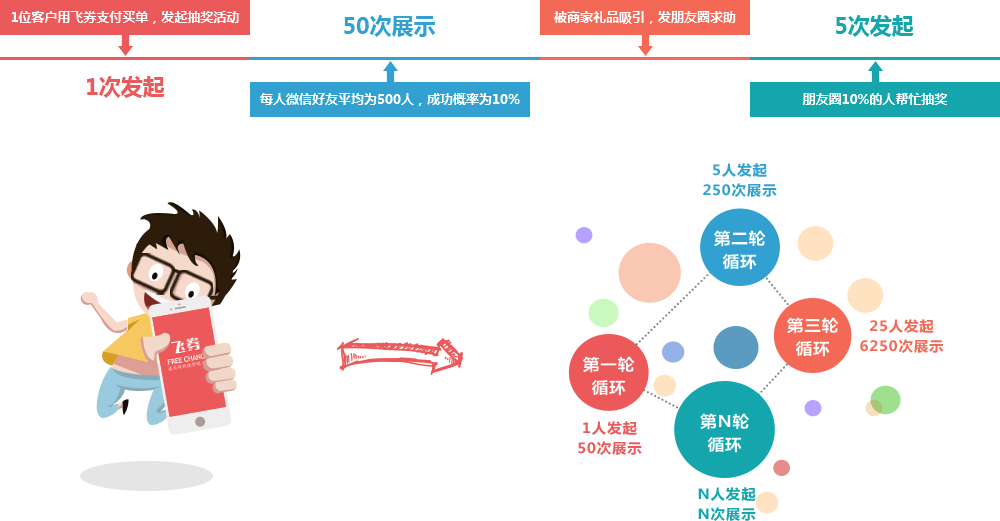 1位客户用飞券支付买单，发起抽奖活动
50次展示
被商家礼品吸引，发朋友圈求助
5次发起
1次发起
每人微信好友平均为500人，成功概率为10%
朋友圈10%的人帮忙抽奖
5人发起
250次展示
第二轮
循环
第三轮
循环
25人发起
6250次展示
第一轮
循环
1人发起
50次展示
第N轮
循环
N人发起
N次展示
飞券
FREE CHANG